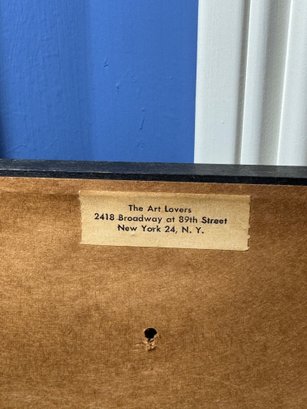 The Art Lovers
2418 Broadway at 89th Street
New York 24, N. Y.